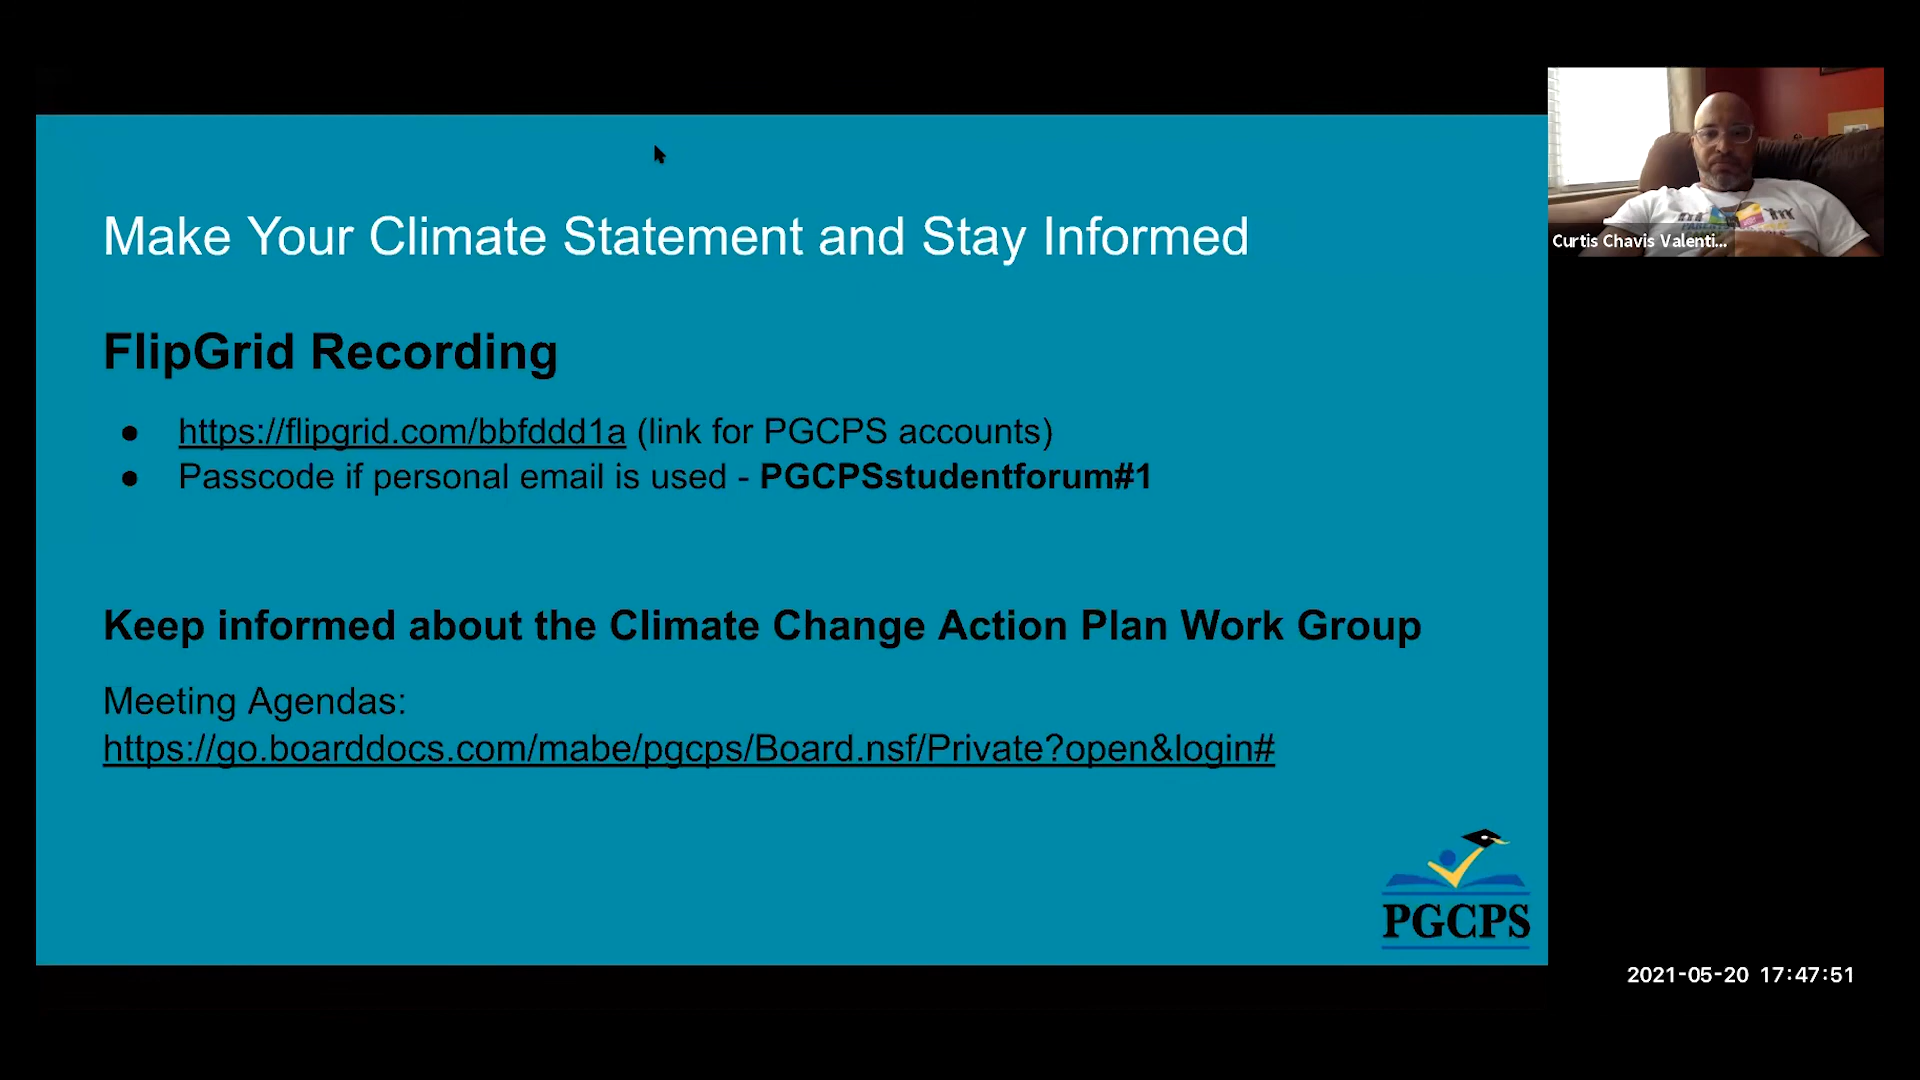 Make Your Climate Statement and Stay Informed
FlipGrid Recording
● https://flipgrid.com/bbfddd1a (link for PGCPS accounts)
● Passcode if personal email is used - PGCPSstudentforum#1
Keep informed about the Climate Change Action Plan Work Group
Meeting Agendas:
https://go.boarddocs.com/mabe/pgcps/Board.nsf/Private?open&login#
PGCPS
Curtis Chavis Valenti...
2021-05-20 17:47:51